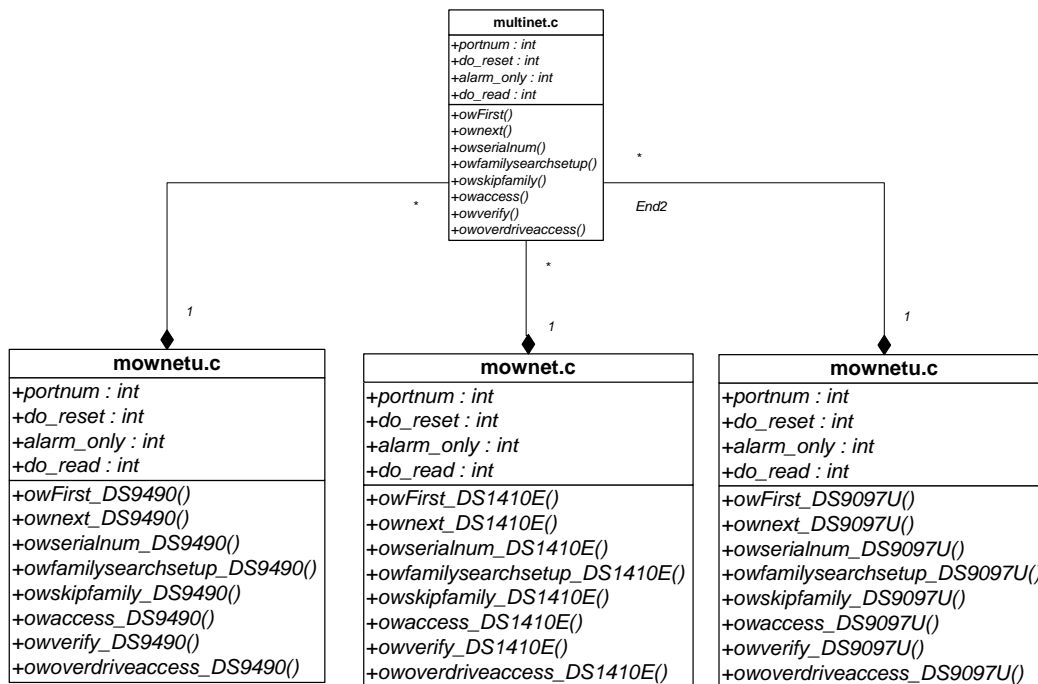 multinet.c
+portnum : int
+do_reset : int
+alarm_only : int
+do_read : int
+owFirst()
+ownext()
+owserialnum()
+owfamilysearchsetup()
+owskipfamily()
+owaccess()
+owverify()
+owoverdriveaccess()
*
*
*
End2
1
1
1
mownetu.c
+portnum : int
+do_reset : int
+alarm_only : int
+do_read : int
+owFirst_DS9490()
+ownext_DS9490()
+owserialnum_DS9490()
+owfamilysearchsetup_DS9490()
+owskipfamily_DS9490()
+owaccess_DS9490()
+owverify_DS9490()
+owoverdriveaccess_DS9490()
mownet.c
+portnum : int
+do_reset : int
+alarm_only : int
+do_read : int
+owFirst_DS1410E()
+ownext_DS1410E()
+owserialnum_DS1410E()
+owfamilysearchsetup_DS1410E()
+owskipfamily_DS1410E()
+owaccess_DS1410E()
+owverify_DS1410E()
+owoverdriveaccess_DS1410E()
mownetu.c
+portnum : int
+do_reset : int
+alarm_only : int
+do_read : int
+owFirst_DS9097U()
+ownext_DS9097U()
+owserialnum_DS9097U()
+owfamilysearchsetup_DS9097U()
+owskipfamily_DS9097U()
+owaccess_DS9097U()
+owverify_DS9097U()
+owoverdriveaccess_DS9097U()